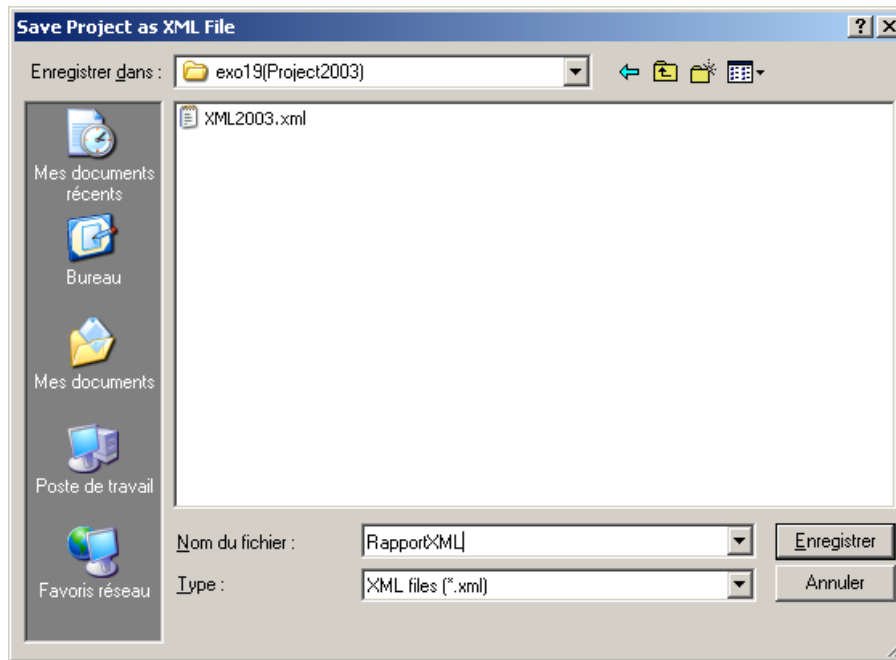 Save Project as XML File
Enregistrer dans :
exo19(Project2003)
XML2003.xml
Mes documents
récents
Bureau
Mes documents
Poste de travail
Favoris réseau
Nom du fichier :
RapportXML
Enregistrer
Type :
XML files (*.xml)
Annuler